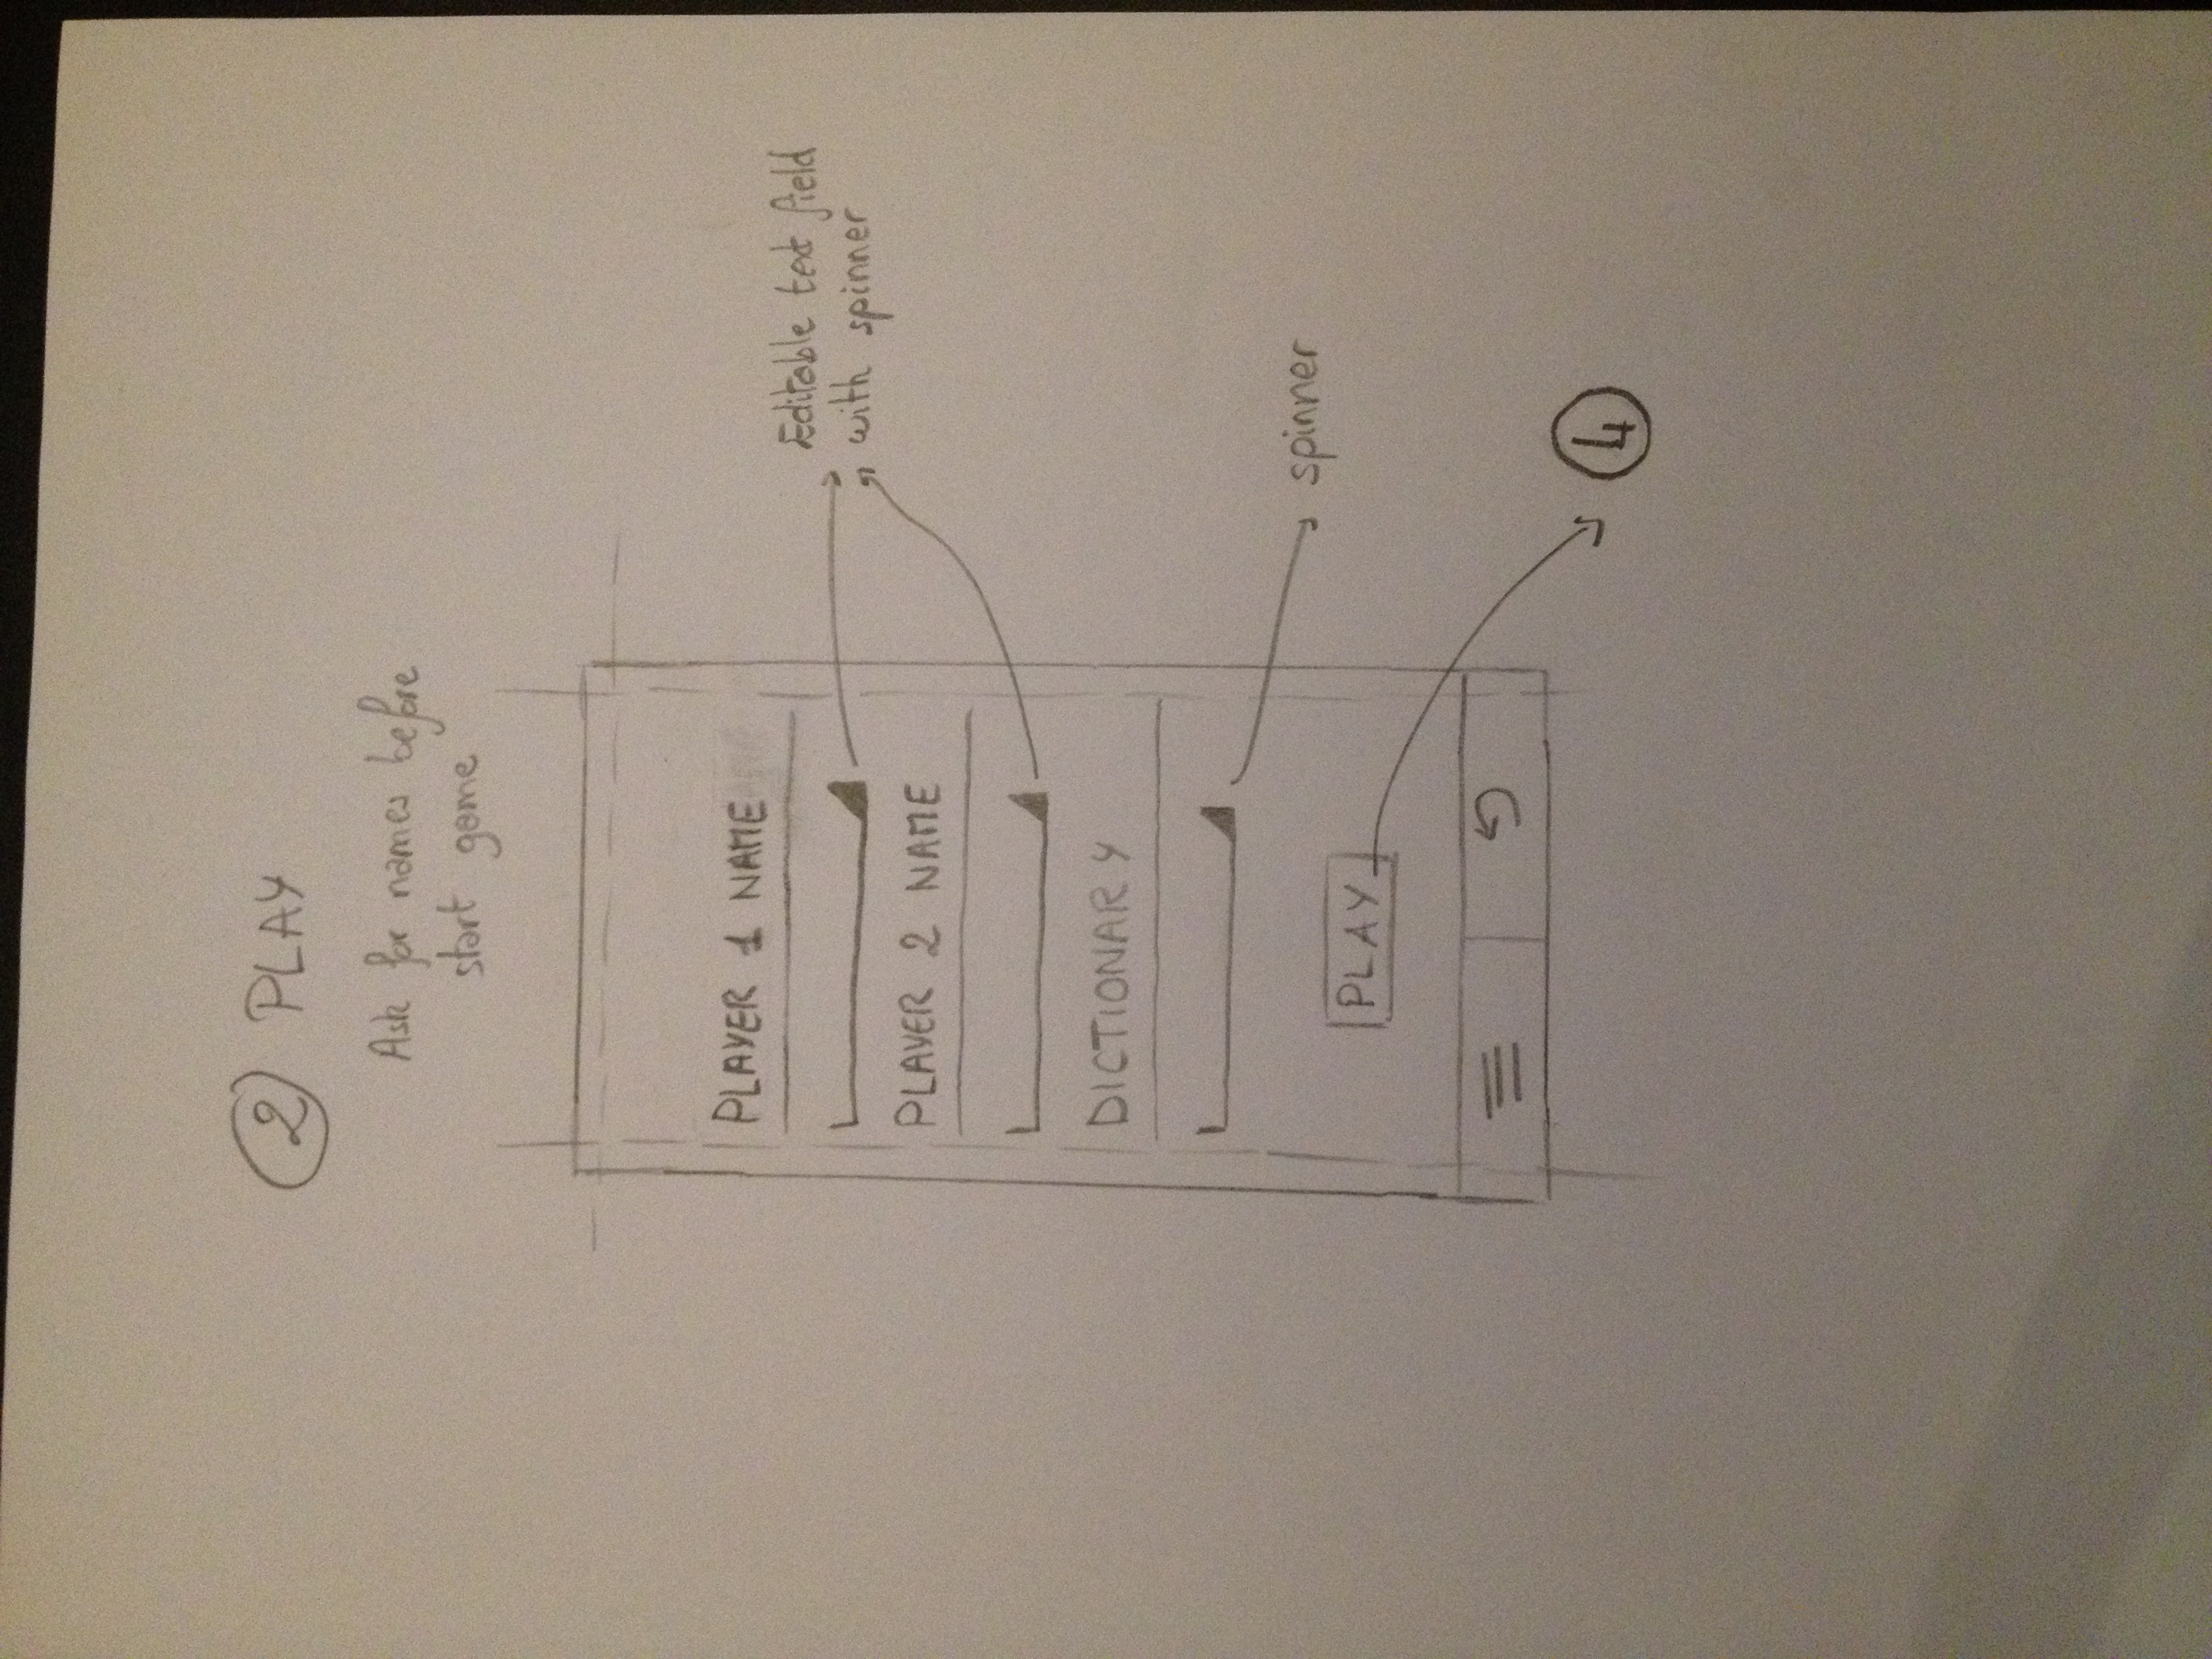 2 PLAY
Ask for names before
start game
PLAYER 1 NAME
Editable text field
with spinner
PLAYER 2 NAME
DICTIONARY
spinner
PLAY
4